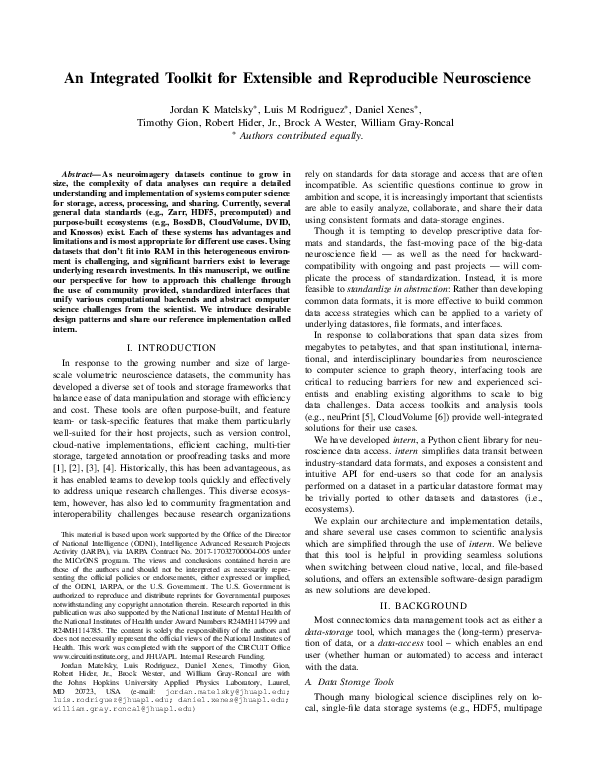 An Integrated Toolkit for Extensible and Reproducible Neuroscience
Jordan K Matelsky*, Luis M Rodriguez*, Daniel Xenes*,
Timothy Gion, Robert Hider, Jr., Brock A Wester, William Gray-Roncal
* Authors contributed equally.
Abstract—As neuroimagery datasets continue to grow in
size, the complexity of data analyses can require a detailed
understanding and implementation of systems computer science
for storage, access, processing, and sharing. Currently, several
general data standards (e.g., Zarr, HDF5, precomputed) and
purpose-built ecosystems (e.g., BossDB, CloudVolume, DVID,
and Knossos) exist. Each of these systems has advantages and
limitations and is most appropriate for different use cases. Using
datasets that don't fit into RAM in this heterogeneous environ-
ment is challenging, and significant barriers exist to leverage
underlying research investments. In this manuscript, we outline
our perspective for how to approach this challenge through
the use of community provided, standardized interfaces that
unify various computational backends and abstract computer
science challenges from the scientist. We introduce desirable
design patterns and share our reference implementation called
intern.
I. INTRODUCTION
In response to the growing number and size of large-
scale volumetric neuroscience datasets, the community has
developed a diverse set of tools and storage frameworks that
balance ease of data manipulation and storage with efficiency
and cost. These tools are often purpose-built, and feature
team- or task-specific features that make them particularly
well-suited for their host projects, such as version control,
cloud-native implementations, efficient caching, multi-tier
storage, targeted annotation or proofreading tasks and more
[1], [2], [3], [4]. Historically, this has been advantageous, as
it has enabled teams to develop tools quickly and effectively
to address unique research challenges. This diverse ecosys-
tem, however, has also led to community fragmentation and
interoperability challenges because research organizations
This material is based upon work supported by the Office of the Director
of National Intelligence (ODNI), Intelligence Advanced Research Projects
Activity (IARPA), via IARPA Contract No. 2017-17032700004-005 under
the MICrONS program. The views and conclusions contained herein are
those of the authors and should not be interpreted as necessarily repre-
senting the official policies or endorsements, either expressed or implied,
of the ODNI, IARPA, or the U.S. Government. The U.S. Government is
authorized to reproduce and distribute reprints for Governmental purposes
notwithstanding any copyright annotation therein. Research reported in this
publication was also supported by the National Institute of Mental Health of
the National Institutes of Health under Award Numbers R24MH114799 and
R24MH114785. The content is solely the responsibility of the authors and
does not necessarily represent the official views of the National Institutes of
Health. This work was completed with the support of the CIRCUIT Office
www.circuitinstitute.org, and JHU/APL Internal Research Funding.
Jordan Matelsky, Luis Rodriguez, Daniel Xenes, Timothy Gion,
Robert Hider, Jr., Brock Wester, and William Gray-Roncal are with
the Johns Hopkins University Applied Physics Laboratory, Laurel,
MD 20723, USA (e-mail: jordan.matelsky@jhuapl.edu;
luis.rodriguez@jhuapl.edu; daniel.xenes@jhuapl.edu;
william.gray.roncal@jhuapl.edu)
rely on standards for data storage and access that are often
incompatible. As scientific questions continue to grow in
ambition and scope, it is increasingly important that scientists
are able to easily analyze, collaborate, and share their data
using consistent formats and data-storage engines.
Though it is tempting to develop prescriptive data for-
mats and standards, the fast-moving pace of the big-data
neuroscience field — as well as the need for backward-
compatibility with ongoing and past projects — will com-
plicate the process of standardization. Instead, it is more
feasible to standardize in abstraction: Rather than developing
common data formats, it is more effective to build common
data access strategies which can be applied to a variety of
underlying datastores, file formats, and interfaces.
In response to collaborations that span data sizes from
megabytes to petabytes, and that span institutional, interna-
tional, and interdisciplinary boundaries from neuroscience
to computer science to graph theory, interfacing tools are
critical to reducing barriers for new and experienced sci-
entists and enabling existing algorithms to scale to big
data challenges. Data access toolkits and analysis tools
(e.g., neuPrint [5], CloudVolume [6]) provide well-integrated
solutions for their use cases.
We have developed intern, a Python client library for neu-
roscience data access. intern simplifies data transit between
industry-standard data formats, and exposes a consistent and
intuitive API for end-users so that code for an analysis
performed on a dataset in a particular datastore format may
be trivially ported to other datasets and datastores (i.e.,
ecosystems).
We explain our architecture and implementation details,
and share several use cases common to scientific analysis
which are simplified through the use of intern. We believe
that this tool is helpful in providing seamless solutions
when switching between cloud native, local, and file-based
solutions, and offers an extensible software-design paradigm
as new solutions are developed.
II. BACKGROUND
Most connectomics data management tools act as either a
data-storage tool, which manages the (long-term) preserva-
tion of data, or a data-access tool – which enables an end
user (whether human or automated) to access and interact
with the data.
A. Data Storage Tools
Though many biological science disciplines rely on lo-
cal, single-file data storage systems (e.g., HDF5, multipage